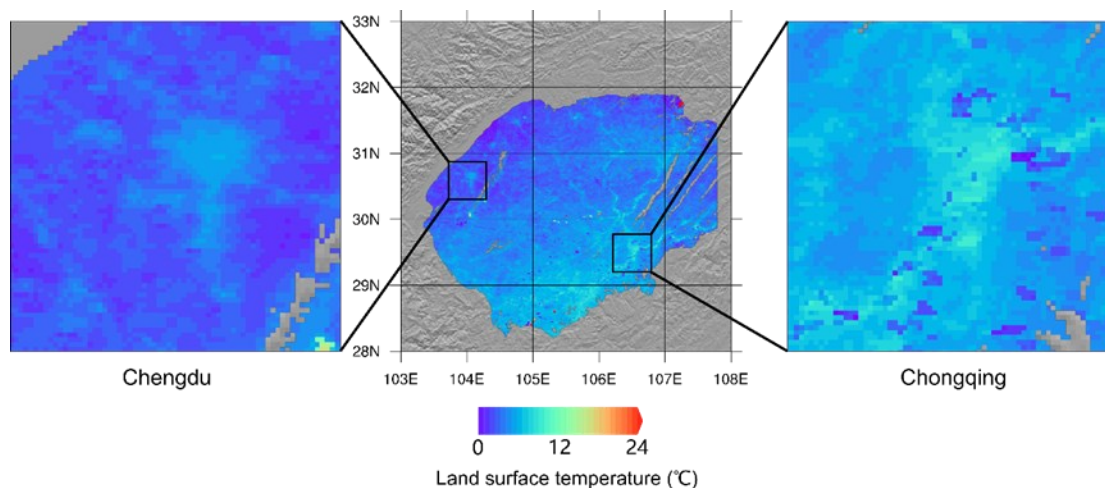 33N
32N
31N
30N
29N
28N
103E 104E 105E 106E 107E 108E
Chengdu
Chongqing
0 12 24
Land surface temperature (℃)